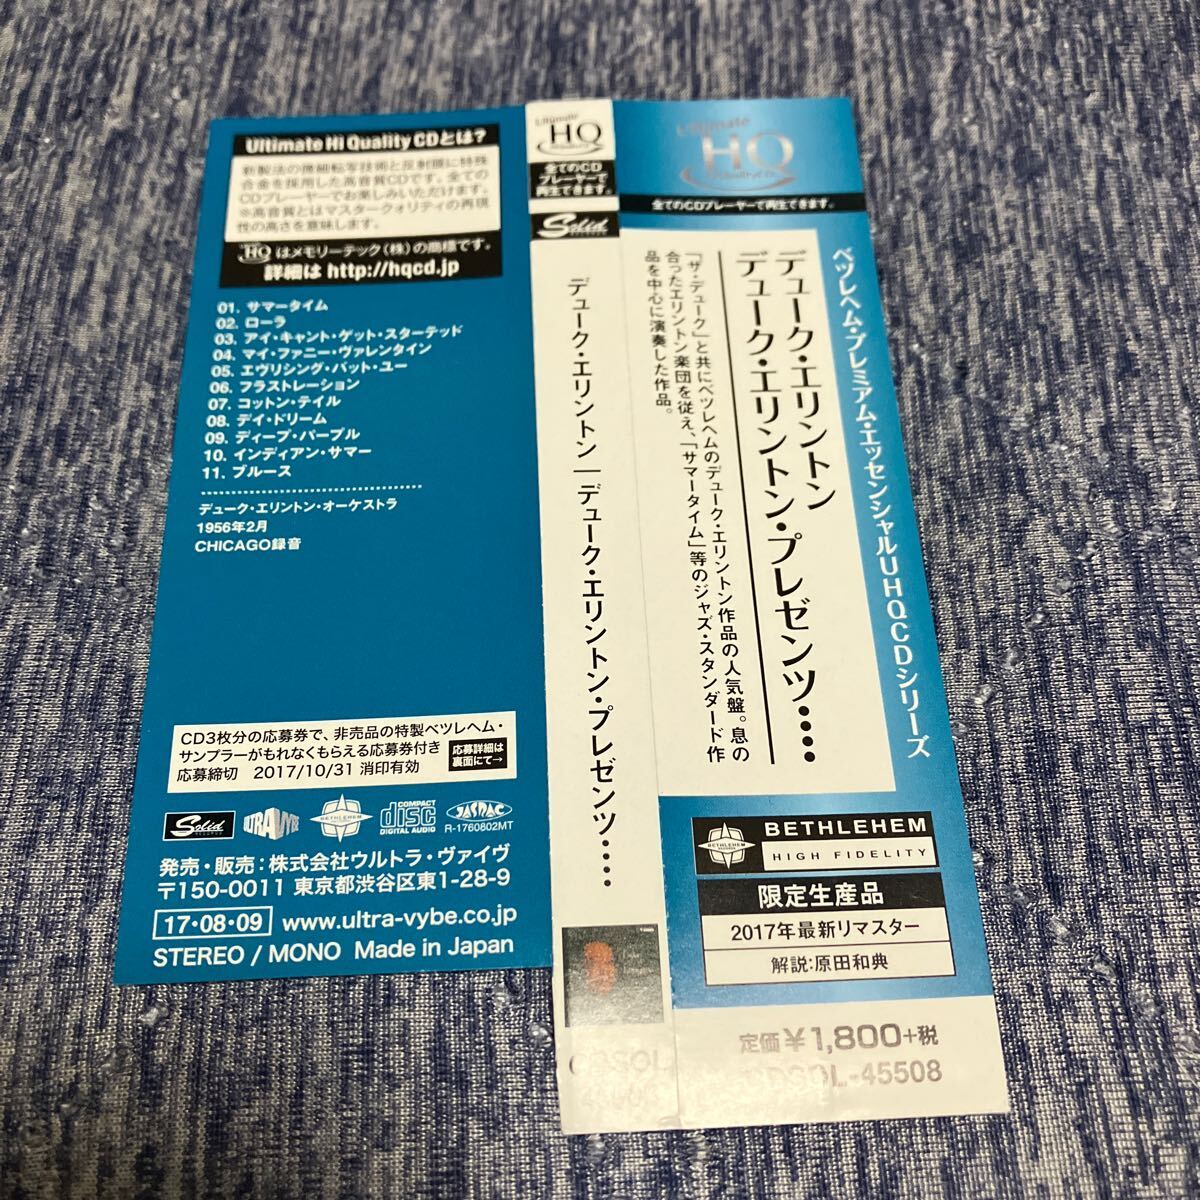 Ultimate Hi Quality CDとは?
新製法の微細転写技術と反射膜に特殊
合金を採用した高音質CDです。全ての
CDプレーヤーでお楽しみいただけます。
※高音質とはマスタークォリティの再現
性の高さを意味します。
HQはメモリーテック(株)の商標です。
詳細は http://hqcd.jp
01. サマータイム
02. ローラ
03. アイ・キャント・ゲット・スターテッド
04. マイ・ファニー・ヴァレンタイン
05. エヴリシング・バット・ユー
06. フラストレーション
07. コットン・テイル
08. デイ・ドリーム
09. ディープ・パープル
10. インディアン・サマー
11. ブルース
デューク・エリントン・オーケストラ
1956年2月
CHICAGO録音
CD3枚分の応募券で、非売品の特製ベツレヘム・
サンプラーがもれなくもらえる応募券付き
応募締切 2017/10/31 消印有効
応募詳細は
裏面にて→
Solid RECORDS
ULTRA-VYBE
BETHLEHEM
COMPACT
disc
DIGITAL AUDIO
JASRAC
R-1760802MT
発売・販売:株式会社ウルトラ・ヴァイヴ
〒150-0011 東京都渋谷区東1-28-9
17・08・09 www.ultra-vybe.co.jp
STEREO / MONO Made in Japan
Ultimate
HQ
全てのCD
プレーヤーで
再生できます。
Solid
RECORDS
デューク・エリントン|デューク・エリントン・プレゼンツ‥‥
CDSOL
Ultimate
HQ
全てのCDプレーヤーで再生できます。
ベツレヘム・プレミアム・エッセンシャルUHQCDシリーズ
デューク・エリントン
デューク・エリントン・プレゼンツ‥‥
「ザ・デューク」と共にベツレヘムのデューク・エリントン作品の人気盤。息の
合ったエリントン楽団を従え、「サマータイム」等のジャズ・スタンダード作
品を中心に演奏した作品。
BETHLEHEM
RECORDS
BETHLEHEM
HIGH FIDELITY
限定生産品
2017年最新リマスター
解説:原田和典
定価¥1,800+税
CDSOL-45508